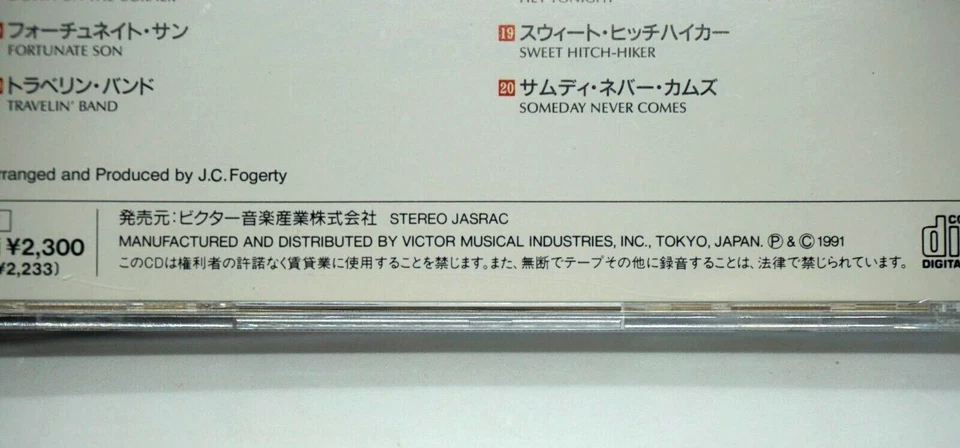 フォーチュネイト・サン
FORTUNATE SON
トラベリン・バンド
TRAVELIN' BAND
19 スウィート・ヒッチハイカー
SWEET HITCH-HIKER
20 サムディ・ネバー・カムズ
SOMEDAY NEVER COMES
and Produced by J.C.Fogerty
¥2,300
¥2,233)
発売元:ビクター音楽産業株式会社 STEREO JASRAC
MANUFACTURED AND DISTRIBUTED BY VICTOR MUSICAL INDUSTRIES, INC., TOKYO, JAPAN. Ⓟ & © 1991
このCDは権利者の許諾なく賃貸業に使用することを禁じます。また、無断でテープその他に録音することは、法律で禁じられています。